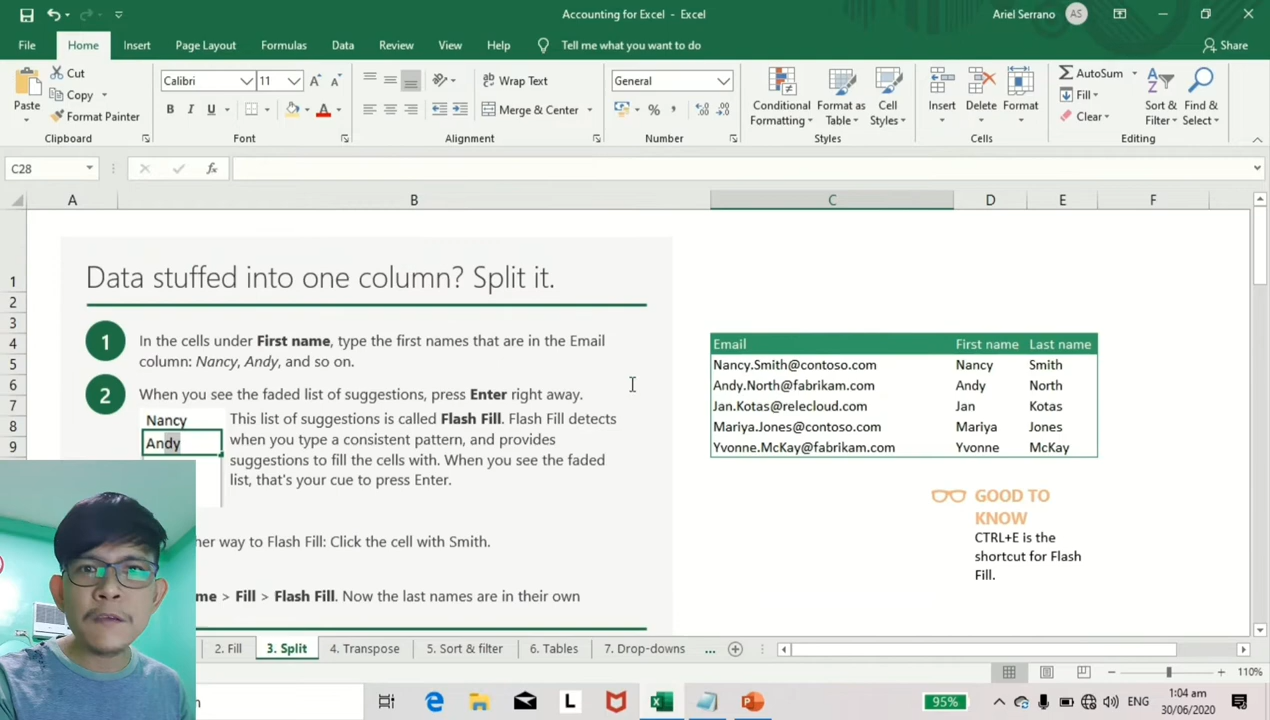 Accounting for Excel - Excel
Ariel Serrano
AS
File
Home
Insert
Page Layout
Formulas
Data
Review
View
Help
Tell me what you want to do
Share
Paste
Cut
Copy
Format Painter
Clipboard
Calibri
11
B I U
Font
Wrap Text
Merge & Center
Alignment
General
%
Number
Conditional Formatting
Format as Table
Cell Styles
Styles
Insert
Delete
Format
Cells
AutoSum
Fill
Clear
Sort & Filter
Find & Select
Editing
C28
fx
A B C D E F
1
2
3
4
5
6
7
8
9
Data stuffed into one column? Split it.
1
In the cells under First name, type the first names that are in the Email
column: Nancy, Andy, and so on.
2
When you see the faded list of suggestions, press Enter right away.
Nancy
Andy
This list of suggestions is called Flash Fill. Flash Fill detects
when you type a consistent pattern, and provides
suggestions to fill the cells with. When you see the faded
list, that's your cue to press Enter.
her way to Flash Fill: Click the cell with Smith.
me > Fill > Flash Fill. Now the last names are in their own
Email First name Last name
Nancy.Smith@contoso.com Nancy Smith
Andy.North@fabrikam.com Andy North
Jan.Kotas@relecloud.com Jan Kotas
Mariya.Jones@contoso.com Mariya Jones
Yvonne.McKay@fabrikam.com Yvonne McKay
GOOD TO
KNOW
CTRL+E is the
shortcut for Flash
Fill.
2. Fill
3. Split
4. Transpose
5. Sort & filter
6. Tables
7. Drop-downs
...
110%
L
95%
ENG
1:04 am
30/06/2020